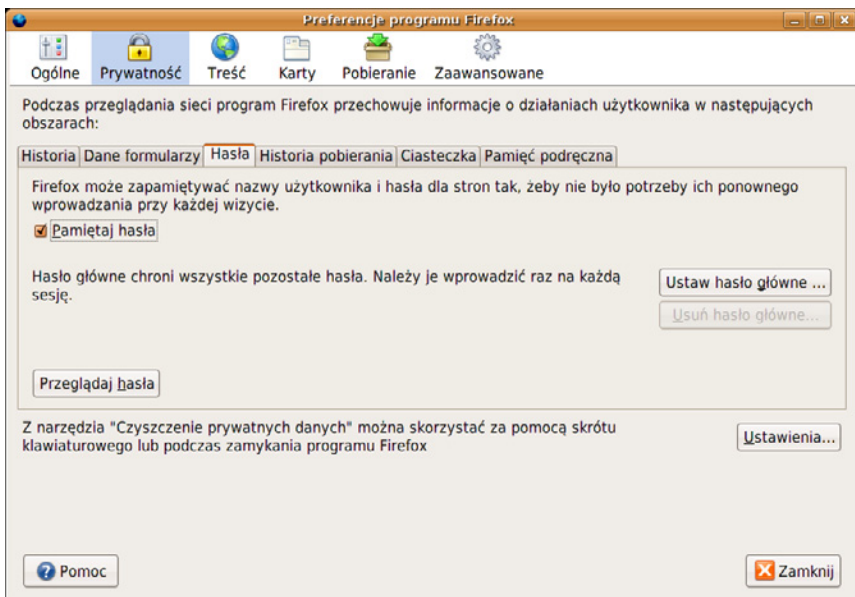 Preferencje programu Firefox
Ogólne Prywatność Treść Karty Pobieranie Zaawansowane
Podczas przeglądania sieci program Firefox przechowuje informacje o działaniach użytkownika w następujących
obszarach:
Historia Dane formularzy Hasła Historia pobierania Ciasteczka Pamięć podręczna
Firefox może zapamiętywać nazwy użytkownika i hasła dla stron tak, żeby nie było potrzeby ich ponownego
wprowadzania przy każdej wizycie.
Pamiętaj hasła
Hasło główne chroni wszystkie pozostałe hasła. Należy je wprowadzić raz na każdą
sesję.
Ustaw hasło główne ...
Usuń hasło główne...
Przeglądaj hasła
Z narzędzia "Czyszczenie prywatnych danych" można skorzystać za pomocą skrótu
klawiaturowego lub podczas zamykania programu Firefox
Ustawienia...
Pomoc
Zamknij